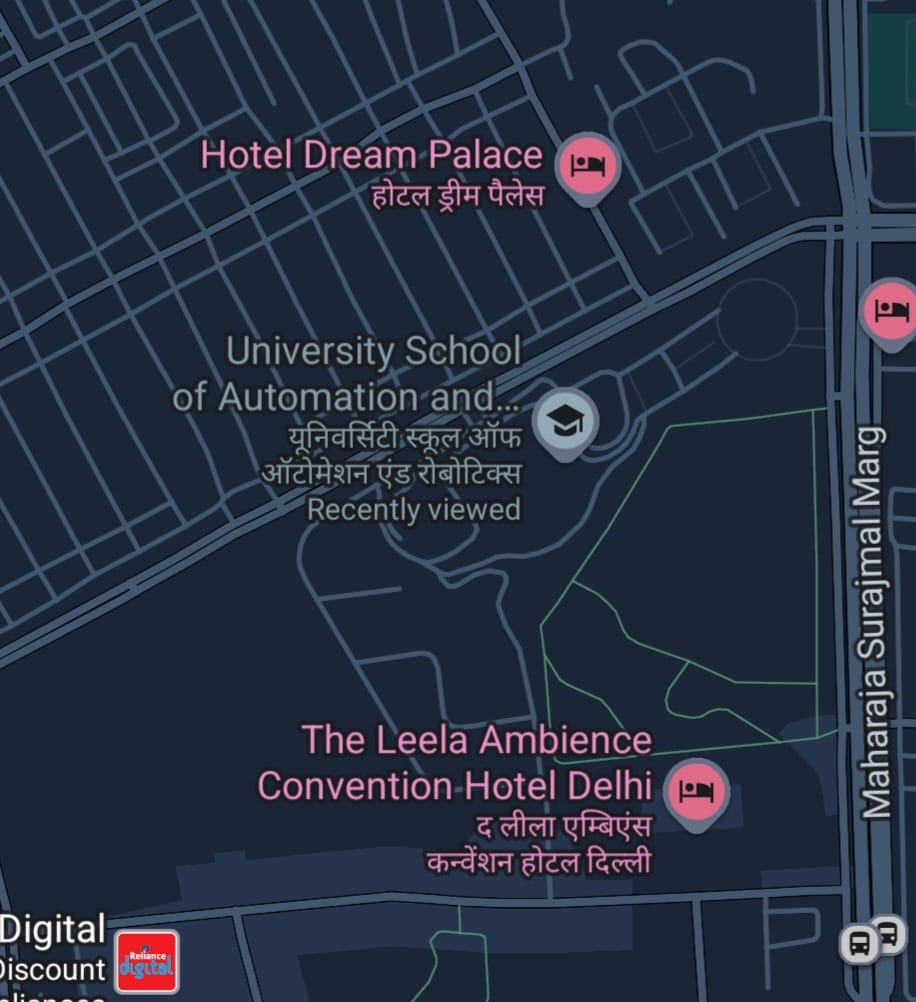 Hotel Dream Palace
होटल ड्रीम पैलेस
University School
of Automation and...
यूनिवर्सिटी स्कूल ऑफ
ऑटोमेशन एंड रोबोटिक्स
Recently viewed
Maharaja Surajmal Marg
The Leela Ambience
Convention Hotel Delhi
द लीला एम्बिएंस
कन्वेंशन होटल दिल्ली
Digital
Discount
Reliance
digital